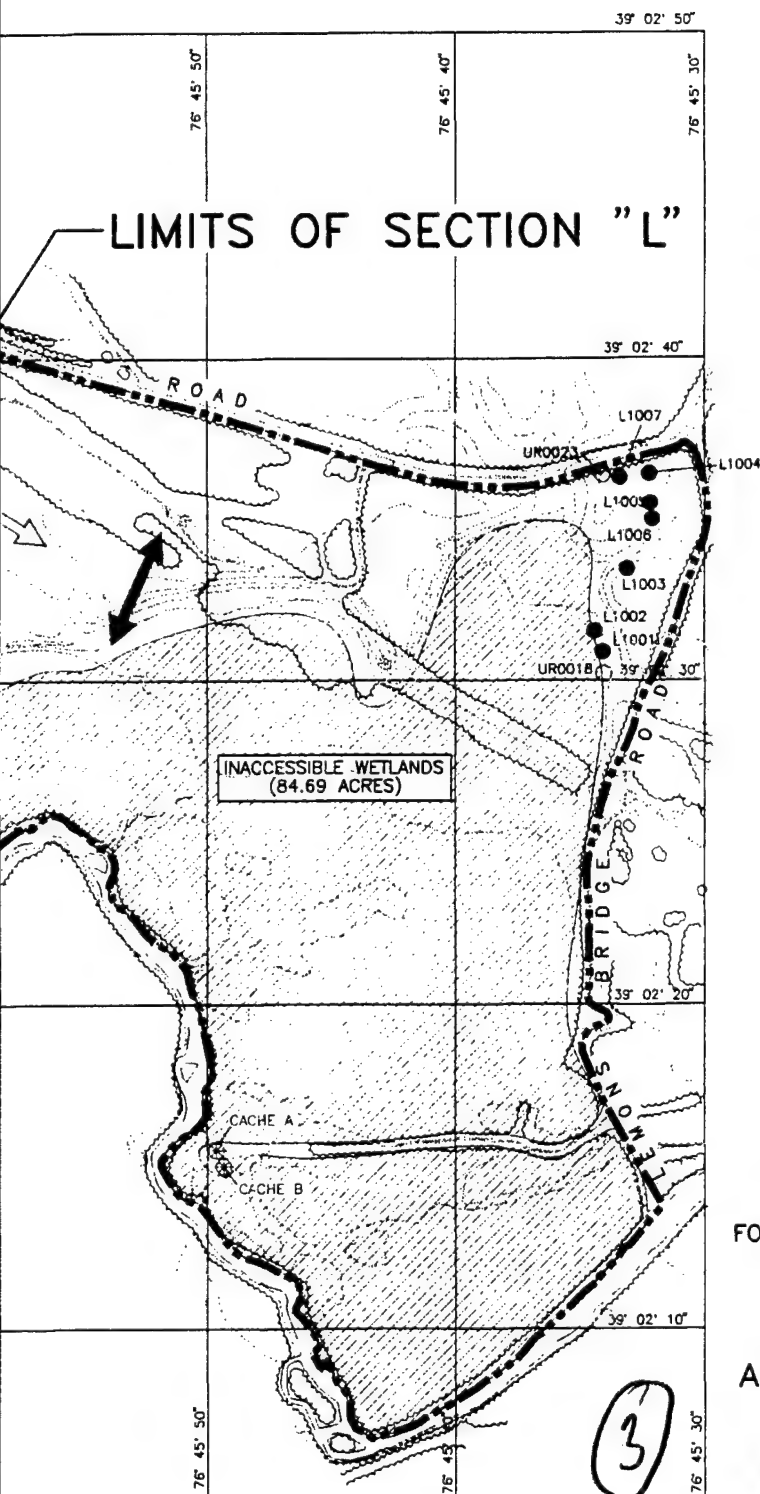 39° 02' 50"
76° 45' 50"
76° 45' 40"
76° 45' 30"
LIMITS OF SECTION "L"
39° 02' 40"
ROAD
L1007
UR0023
L1004
L1005
L1006
L1003
L1002
L1001
UR0018
39°
30"
INACCESSIBLE WETLANDS
(84.69 ACRES)
LEMONS BRIDGE ROAD
39° 02' 20"
CACHE A
CACHE B
FO
39° 02' 10"
A
3
76° 45' 50"
76° 45'
76° 45' 30"